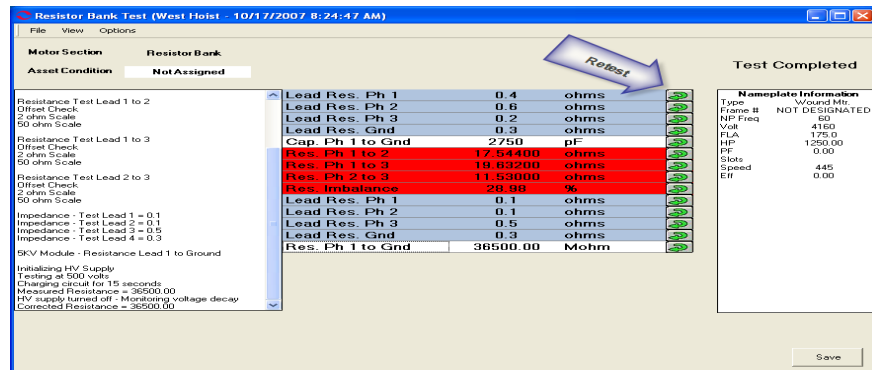 Resistor Bank Test (West Hoist - 10/17/2007 8:24:47 AM)
File View Options
Motor Section Resistor Bank
Asset Condition Not Assigned
Resistance Test Lead 1 to 2
Offset Check
2 ohm Scale
50 ohm Scale
Resistance Test Lead 1 to 3
Offset Check
2 ohm Scale
50 ohm Scale
Resistance Test Lead 2 to 3
Offset Check
2 ohm Scale
50 ohm Scale
Impedance - Test Lead 1 = 0.1
Impedance - Test Lead 2 = 0.1
Impedance - Test Lead 3 = 0.5
Impedance - Test Lead 4 = 0.3
5KV Module - Resistance Lead 1 to Ground
Initializing HV Supply
Testing at 500 volts
Charging circuit for 15 seconds
Measured Resistance = 36500.00
HV supply turned off - Monitoring voltage decay
Corrected Resistance = 36500.00
Retest
Lead Res. Ph 1 0.4 ohms
Lead Res. Ph 2 0.6 ohms
Lead Res. Ph 3 0.2 ohms
Lead Res. Gnd 0.3 ohms
Cap. Ph 1 to Gnd 2750 pF
Res. Ph 1 to 2 17.54400 ohms
Res. Ph 1 to 3 19.63200 ohms
Res. Ph 2 to 3 11.53000 ohms
Res. Imbalance 28.98 %
Lead Res. Ph 1 0.1 ohms
Lead Res. Ph 2 0.1 ohms
Lead Res. Ph 3 0.5 ohms
Lead Res. Gnd 0.3 ohms
Res. Ph 1 to Gnd 36500.00 Mohm
Test Completed
Nameplate Information
Type Wound Mtr.
Frame # NOT DESIGNATED
NP Freq 60
Volt 4160
FLA 175.0
HP 1250.00
PF 0.00
Slots
Speed 445
Eff 0.00
Save